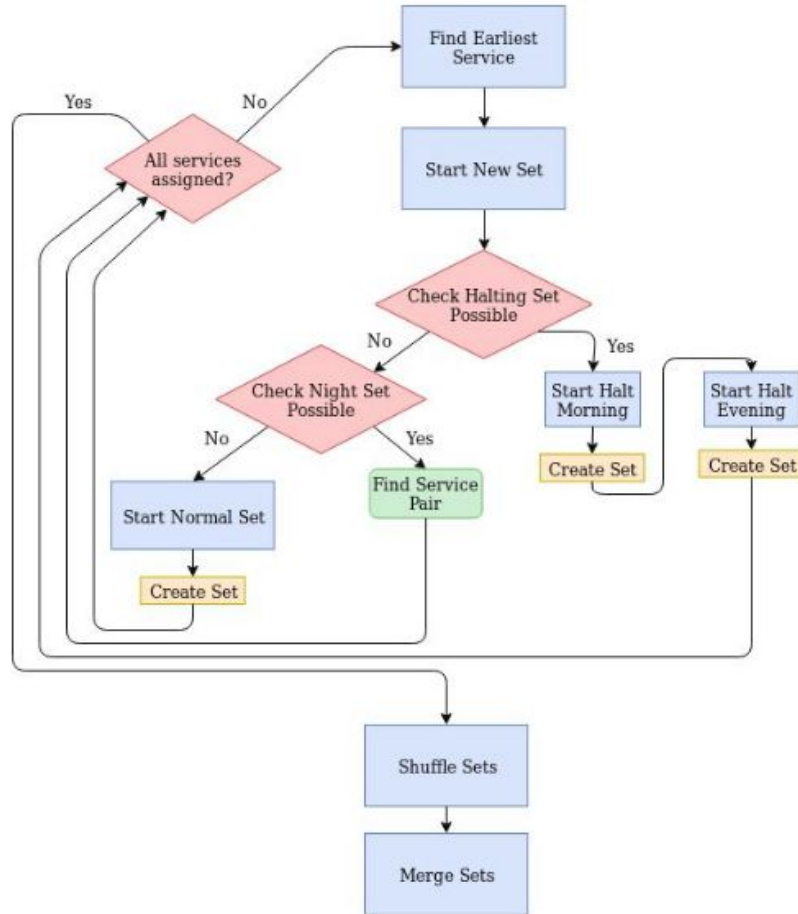 Find Earliest
Service
Yes
No
All services
assigned?
Start New Set
Check Halting Set
Possible
No
Yes
Check Night Set
Possible
Start Halt
Morning
Start Halt
Evening
No
Yes
Create Set
Create Set
Find Service
Pair
Start Normal Set
Create Set
Shuffle Sets
Merge Sets